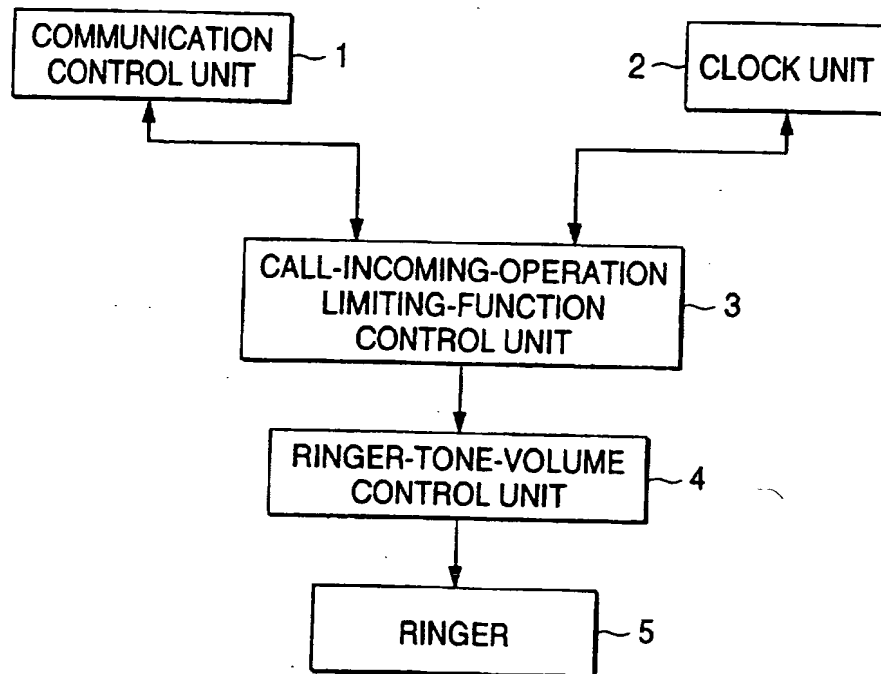 COMMUNICATION
CONTROL UNIT
1
2
CLOCK UNIT
CALL-INCOMING-OPERATION
LIMITING-FUNCTION
CONTROL UNIT
3
RINGER-TONE-VOLUME
CONTROL UNIT
4
RINGER
5